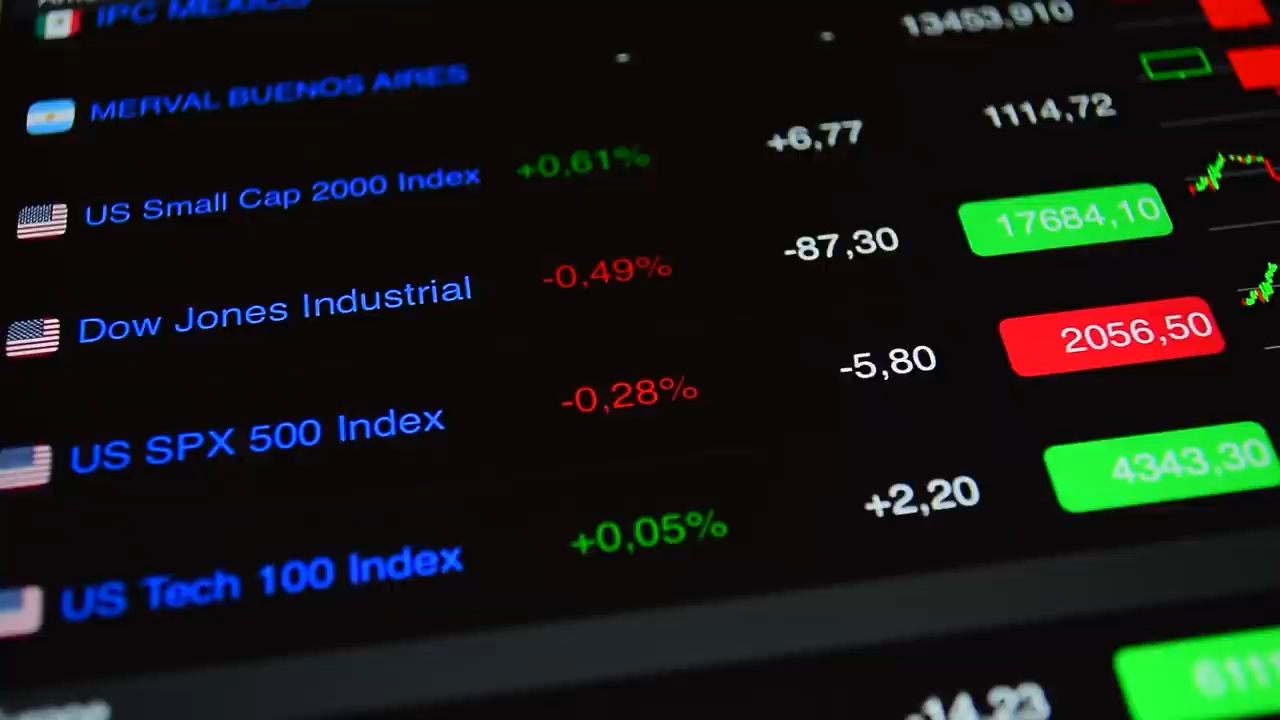 IPC MEXICO
MERVAL BUENOS AIRES - - 13453,910
US Small Cap 2000 Index +0,61% +6,77 1114,72
Dow Jones Industrial -0,49% -87,30 17684,10
US SPX 500 Index -0,28% -5,80 2056,50
US Tech 100 Index +0,05% +2,20 4343,30
14,23